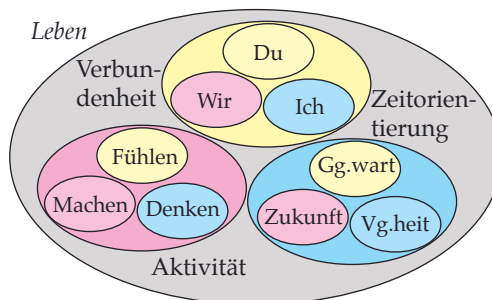 Leben
Du
Verbun-
denheit
Wir
Ich
Zeitorien-
tierung
Fühlen
Gg.wart
Machen
Denken
Zukunft
Vg.heit
Aktivität